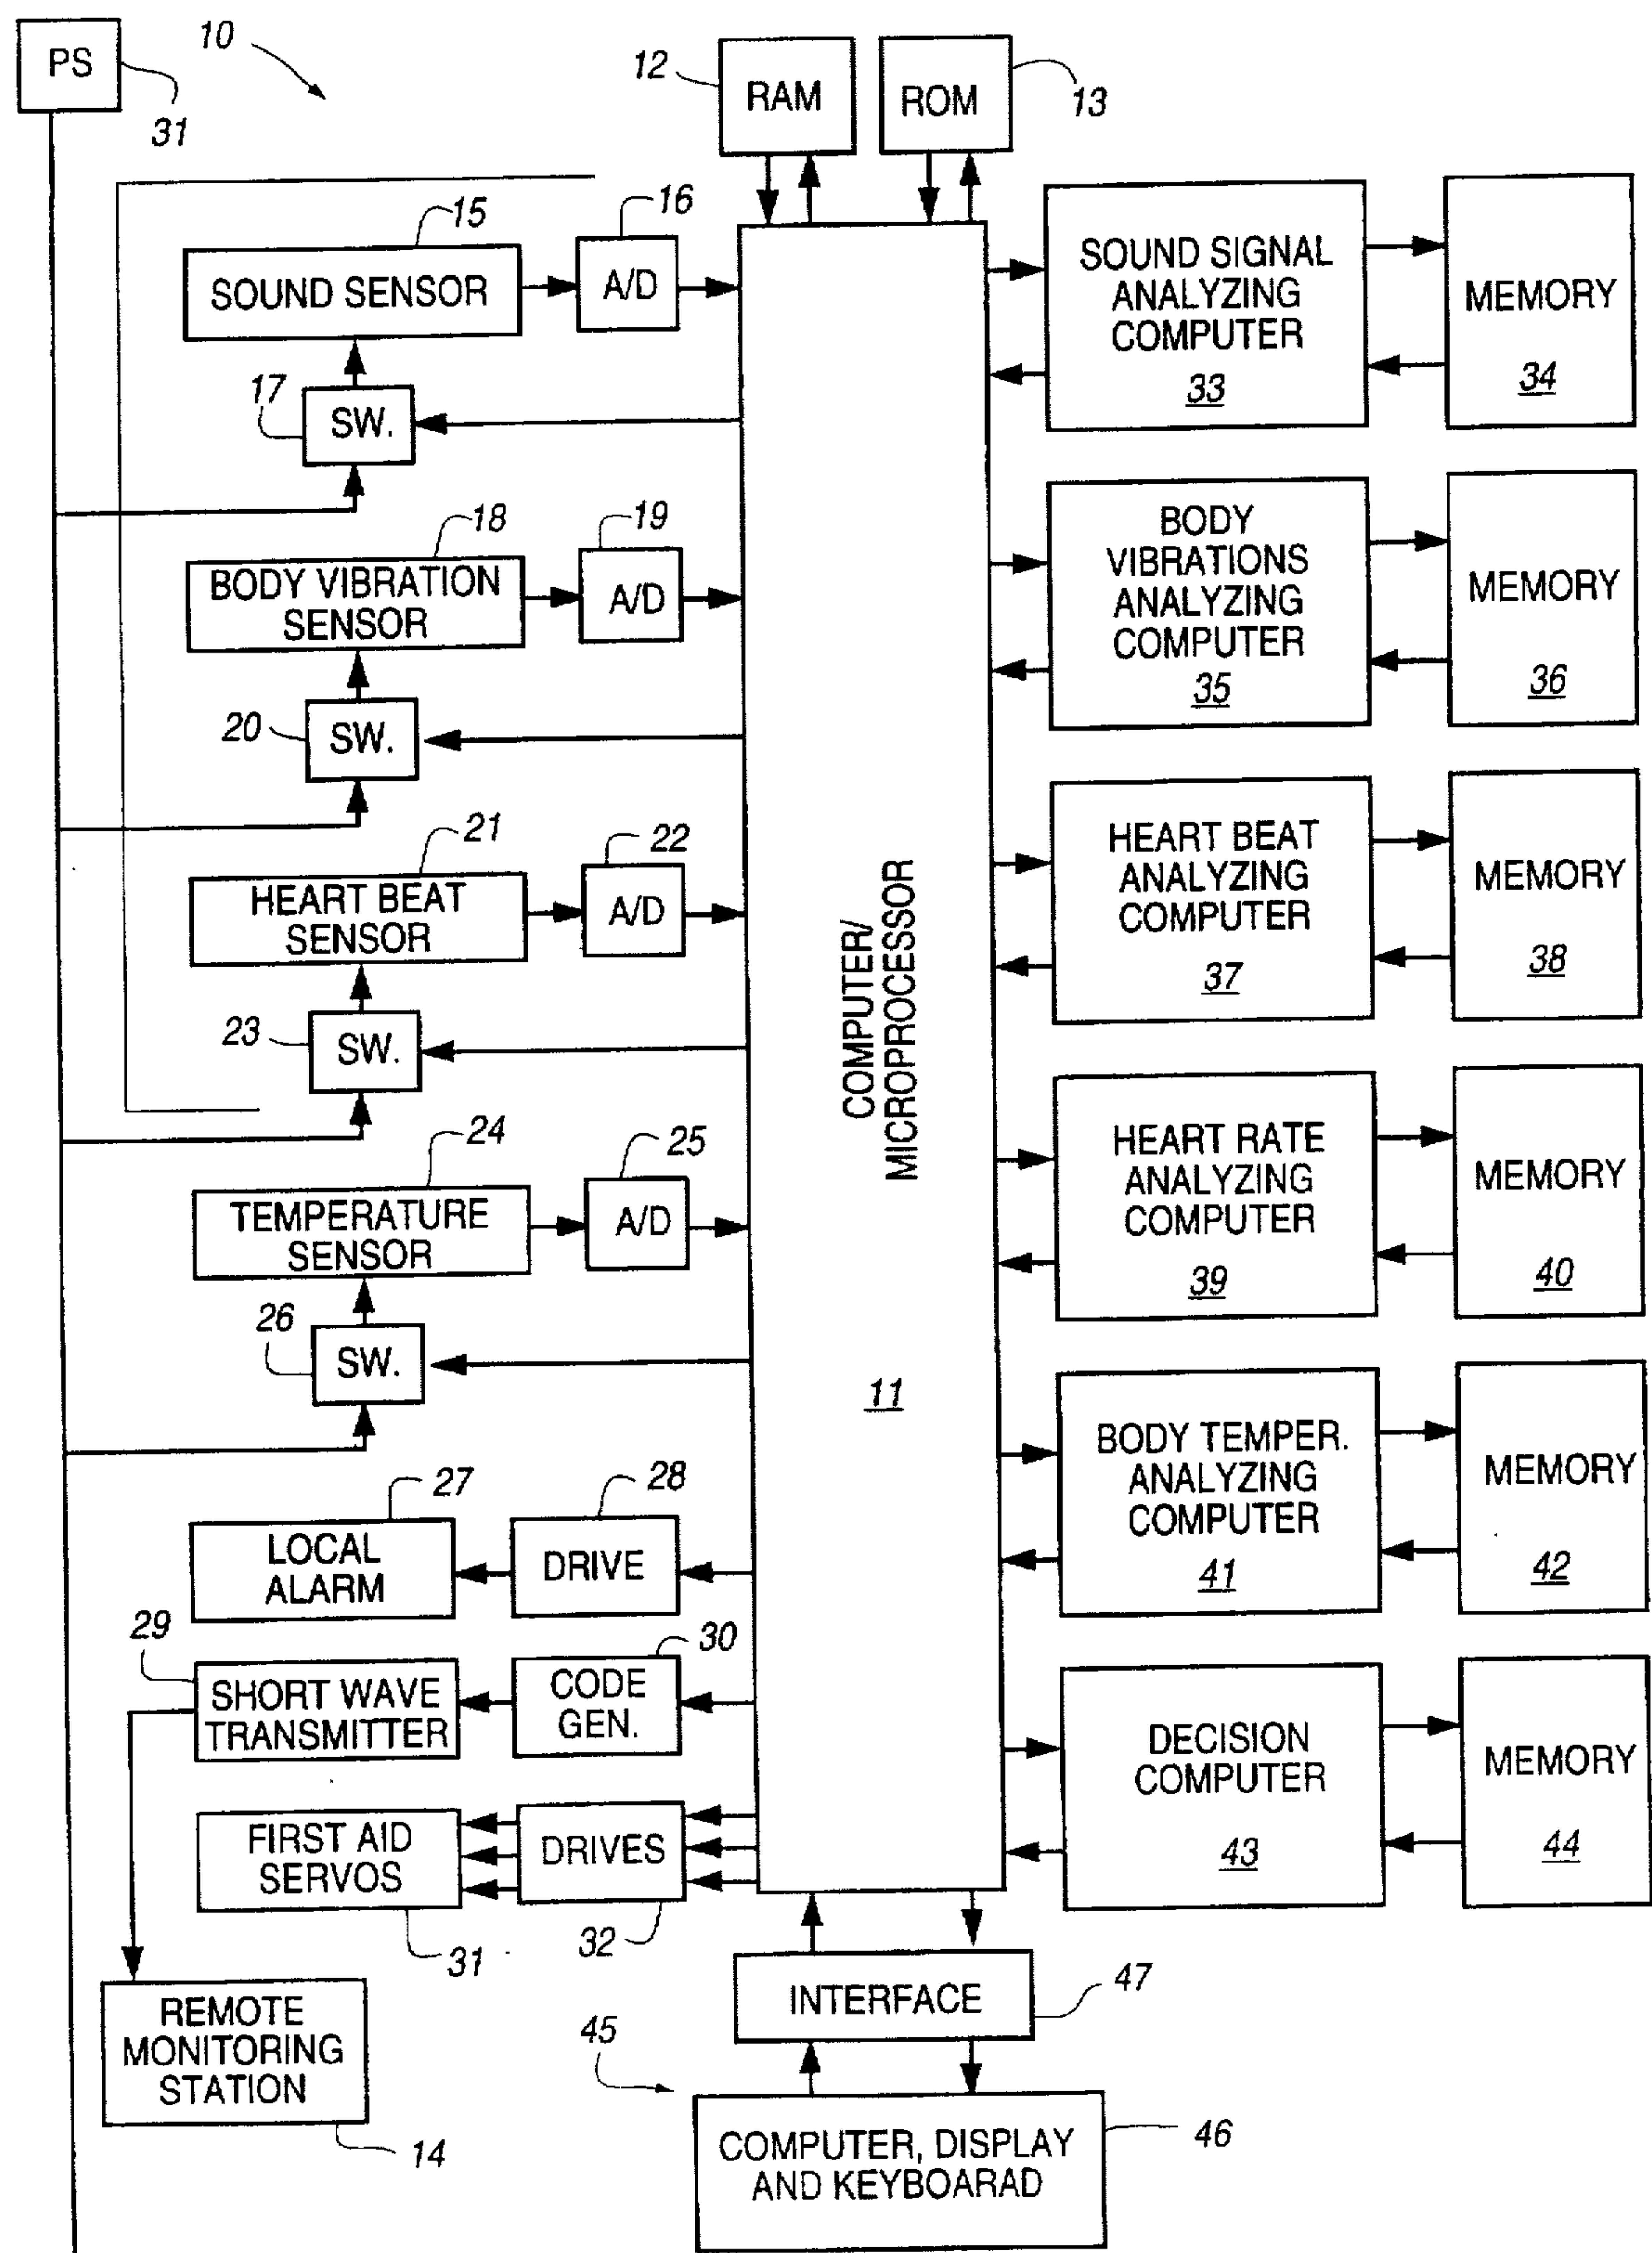 PS
31
10
12
RAM
ROM
13
15
SOUND SENSOR
16
A/D
17
SW.
18
BODY VIBRATION
SENSOR
19
A/D
20
SW.
21
HEART BEAT
SENSOR
22
A/D
23
SW.
24
TEMPERATURE
SENSOR
25
A/D
26
SW.
27
LOCAL
ALARM
28
DRIVE
29
SHORT WAVE
TRANSMITTER
30
CODE
GEN.
FIRST AID
SERVOS
31
DRIVES
32
REMOTE
MONITORING
STATION
14
COMPUTER/
MICROPROCESSOR
11
SOUND SIGNAL
ANALYZING
COMPUTER
33
MEMORY
34
BODY
VIBRATIONS
ANALYZING
COMPUTER
35
MEMORY
36
HEART BEAT
ANALYZING
COMPUTER
37
MEMORY
38
HEART RATE
ANALYZING
COMPUTER
39
MEMORY
40
BODY TEMPER.
ANALYZING
COMPUTER
41
MEMORY
42
DECISION
COMPUTER
43
MEMORY
44
INTERFACE
47
45
COMPUTER, DISPLAY
AND KEYBOARAD
46